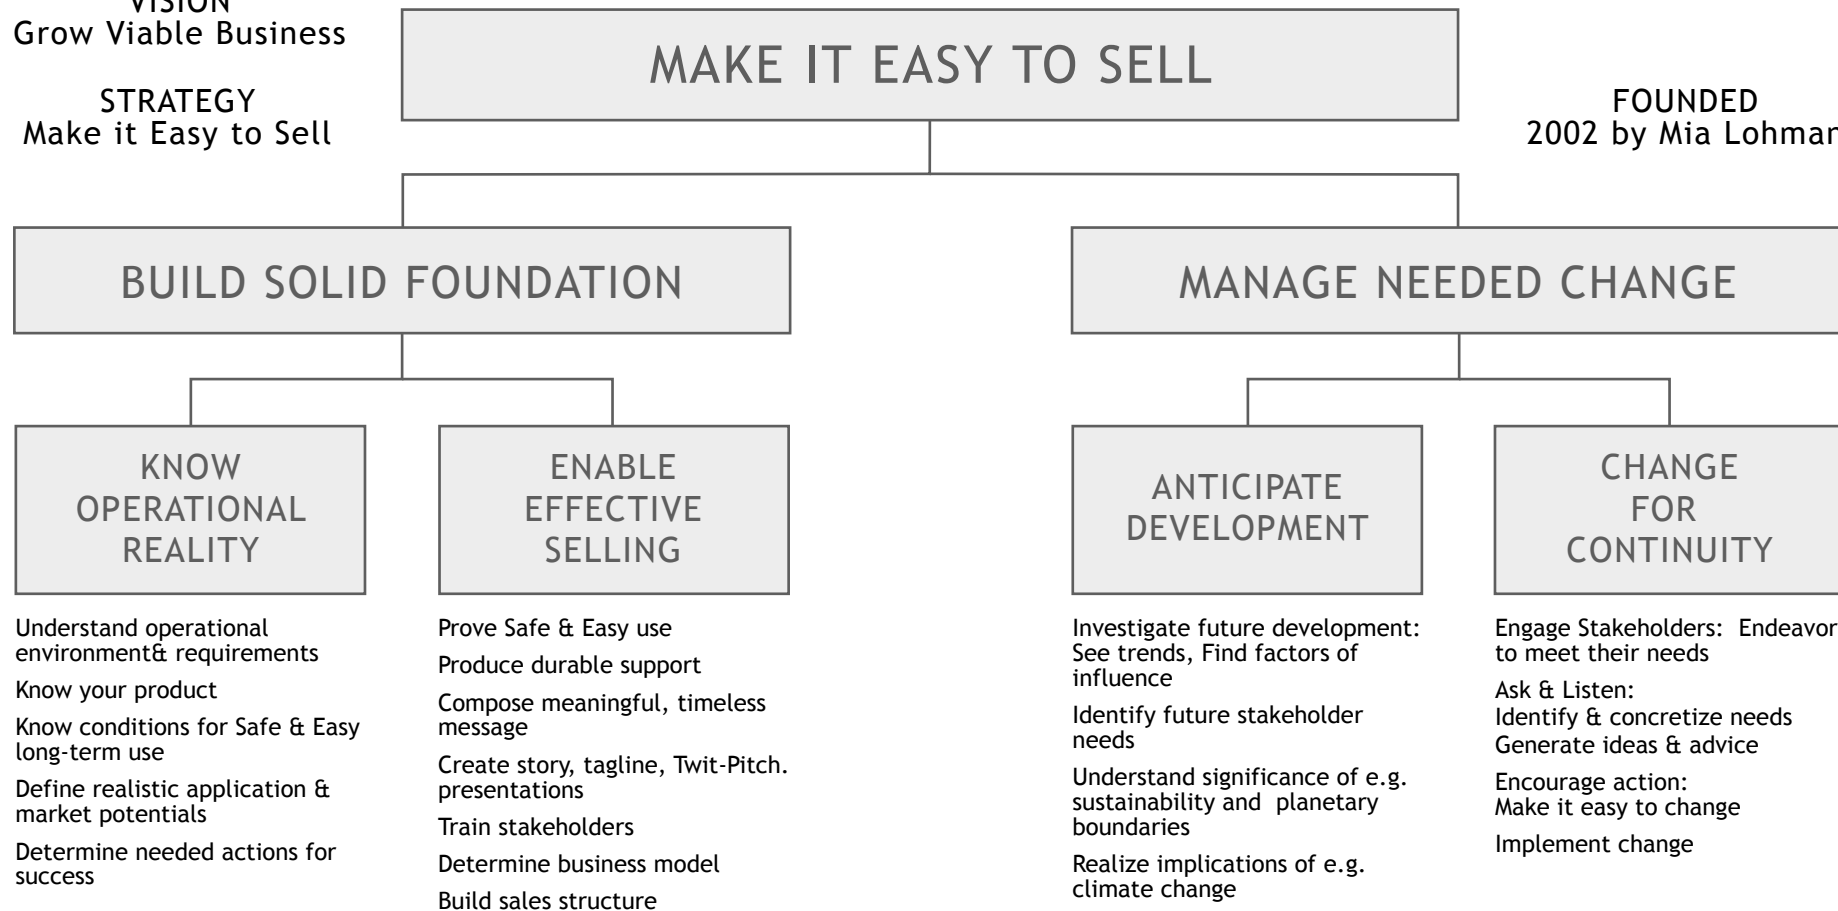 VISION
Grow Viable Business
STRATEGY
Make it Easy to Sell
MAKE IT EASY TO SELL
FOUNDED
2002 by Mia Lohman
BUILD SOLID FOUNDATION
MANAGE NEEDED CHANGE
KNOW
OPERATIONAL
REALITY
Understand operational
environment& requirements
Know your product
Know conditions for Safe & Easy
long-term use
Define realistic application &
market potentials
Determine needed actions for
success
ENABLE
EFFECTIVE
SELLING
Prove Safe & Easy use
Produce durable support
Compose meaningful, timeless
message
Create story, tagline, Twit-Pitch.
presentations
Train stakeholders
Determine business model
Build sales structure
ANTICIPATE
DEVELOPMENT
Investigate future development:
See trends, Find factors of
influence
Identify future stakeholder
needs
Understand significance of e.g.
sustainability and  planetary
boundaries
Realize implications of e.g.
climate change
CHANGE
FOR
CONTINUITY
Engage Stakeholders:  Endeavor
to meet their needs
Ask & Listen:
Identify & concretize needs
Generate ideas & advice
Encourage action:
Make it easy to change
Implement change